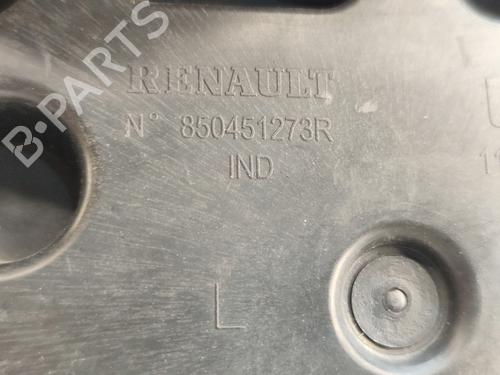 B-PARTS
RENAULT
N° 850451273R
IND
L